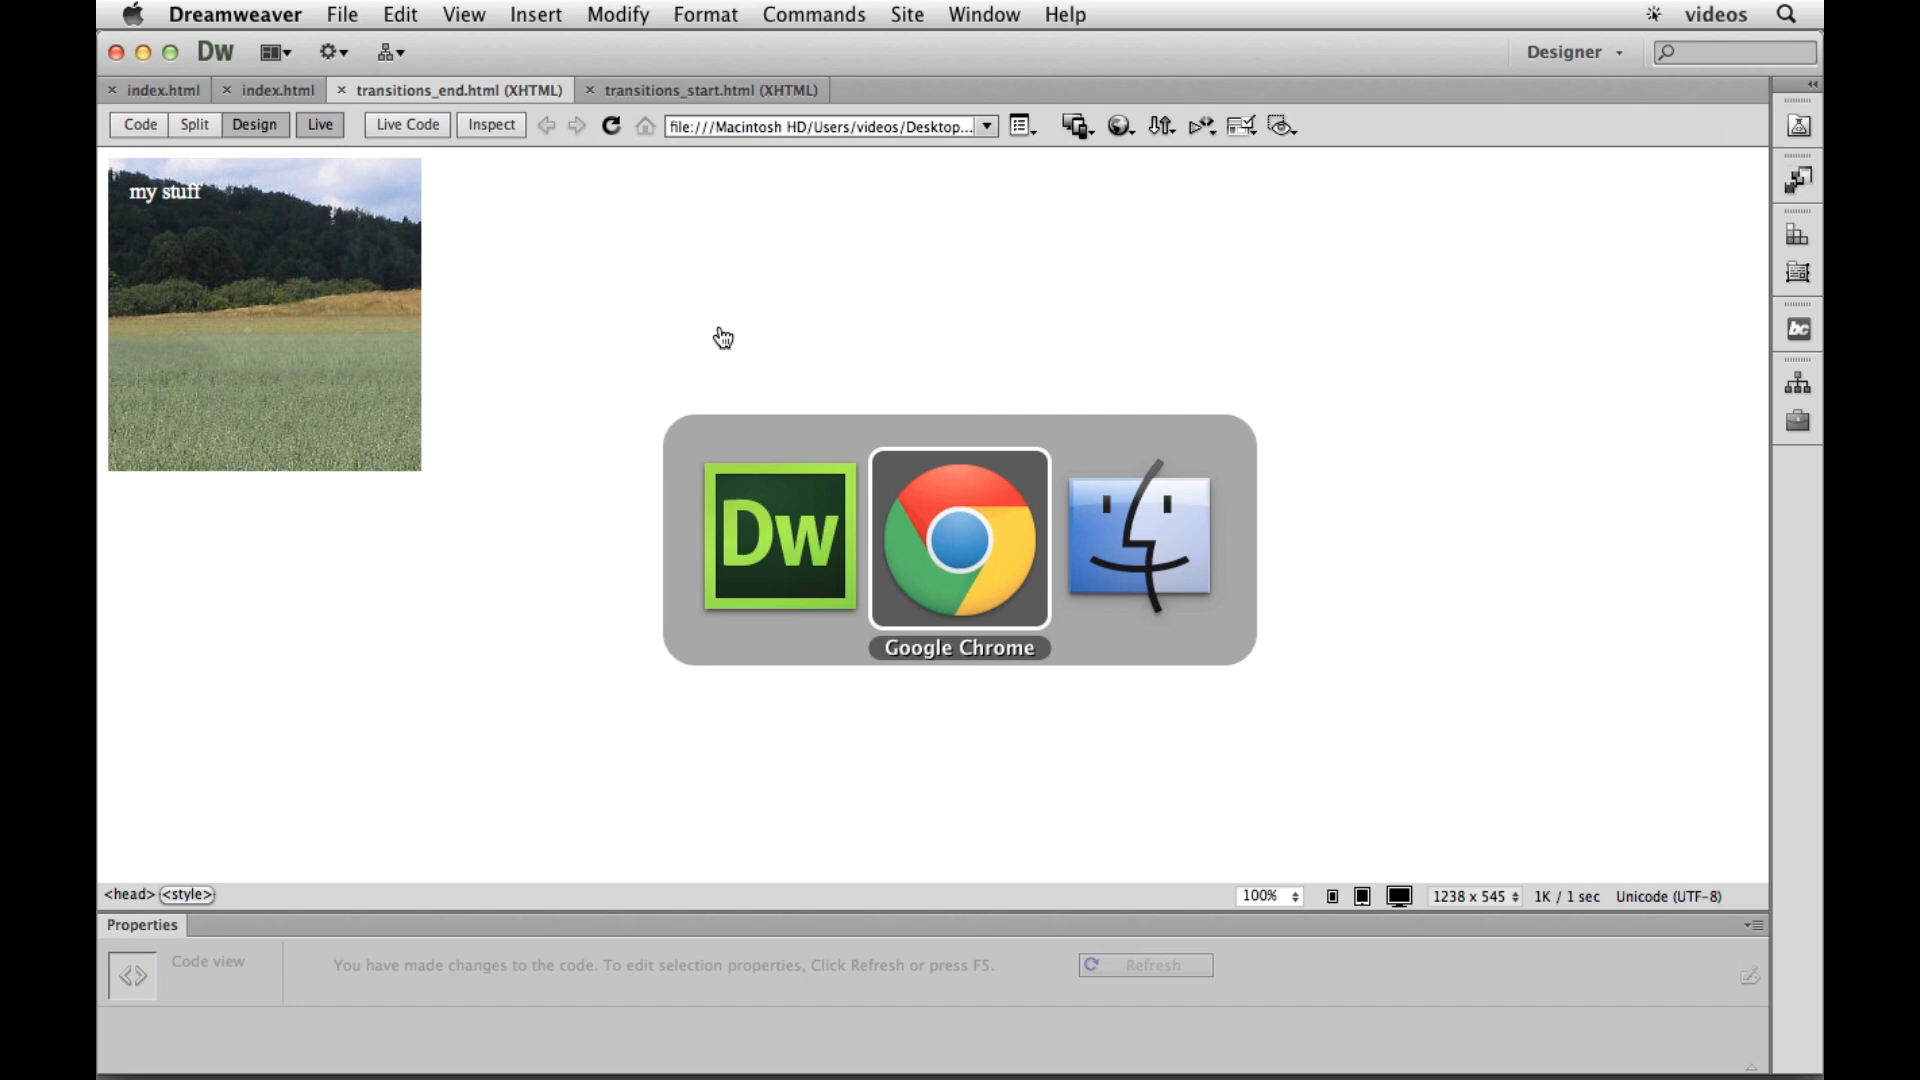 Dreamweaver File Edit View Insert Modify Format Commands Site Window Help videos
Dw Designer
index.html index.html transitions_end.html (XHTML) transitions_start.html (XHTML)
Code Split Design Live Live Code Inspect file:///Macintosh HD/Users/videos/Desktop...
bc
my stuff
Dw
Google Chrome
<head> <style> 100% 1238 x 545 1K / 1 sec Unicode (UTF-8)
Properties
Code view You have made changes to the code. To edit selection properties, Click Refresh or press F5. Refresh